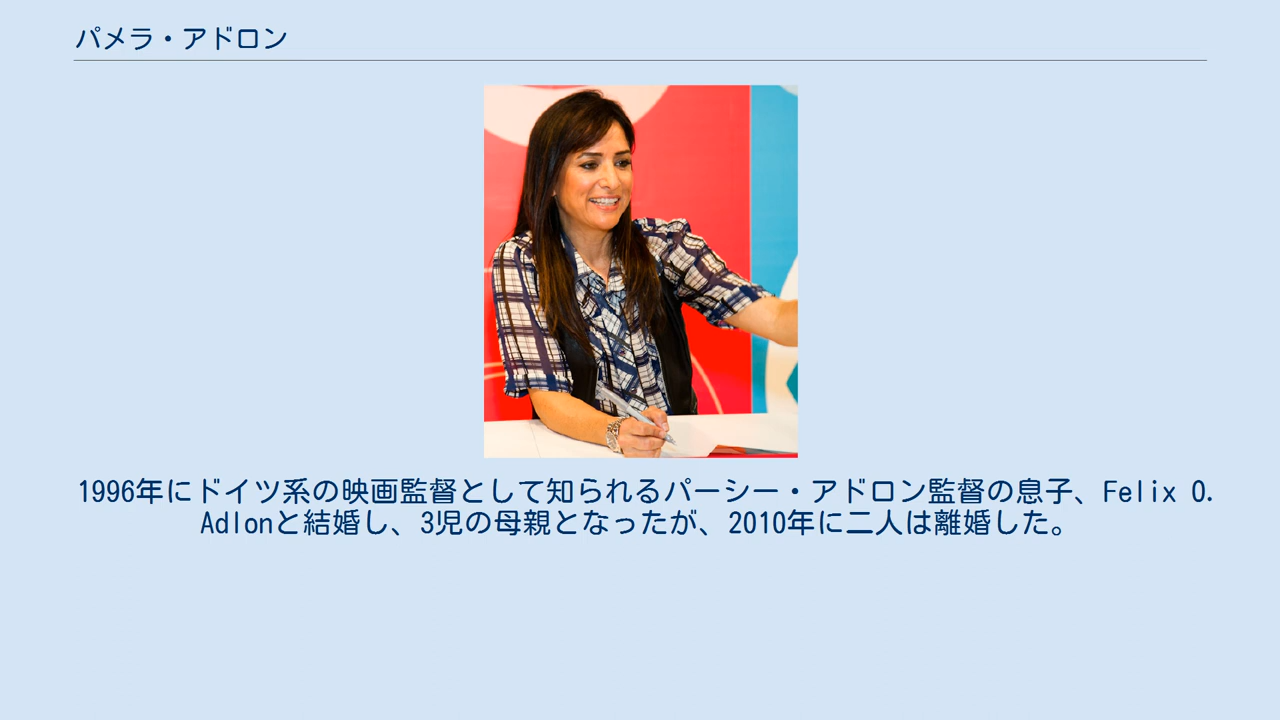 パメラ・アドロン
1996年にドイツ系の映画監督として知られるパーシー・アドロン監督の息子、Felix O.
Adlonと結婚し、3児の母親となったが、2010年に二人は離婚した。